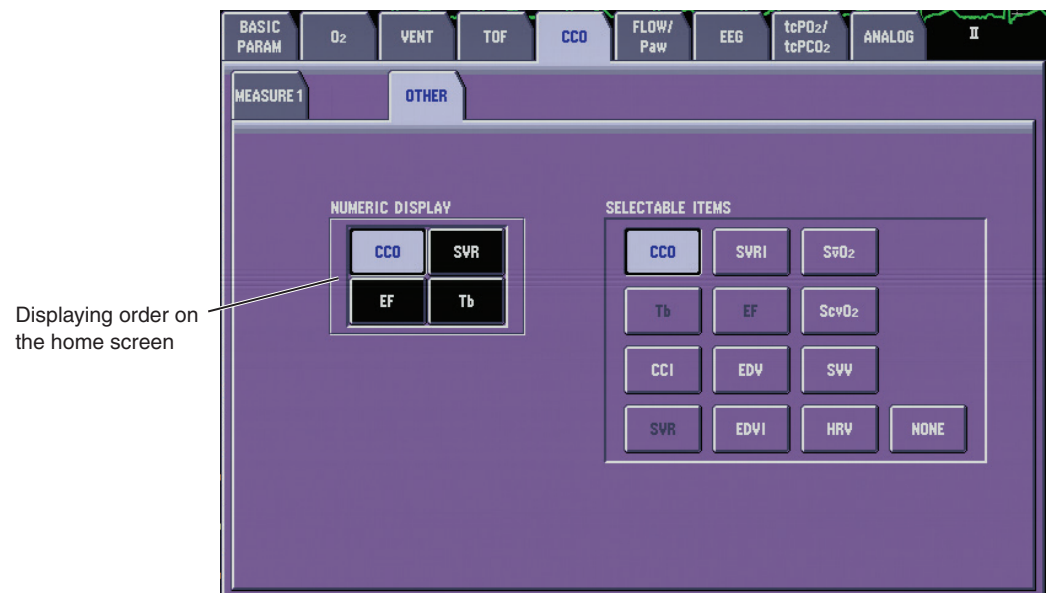 BASIC PARAM
O2
VENT
TOF
CCO
FLOW/ Paw
EEG
tcPO2/ tcPCO2
ANALOG
II
MEASURE 1
OTHER
NUMERIC DISPLAY
CCO SVR
EF Tb
SELECTABLE ITEMS
CCO SVRI Sv̄O2
Tb EF ScvO2
CCI EDV SVV
SVR EDVI HRV NONE
Displaying order on
the home screen